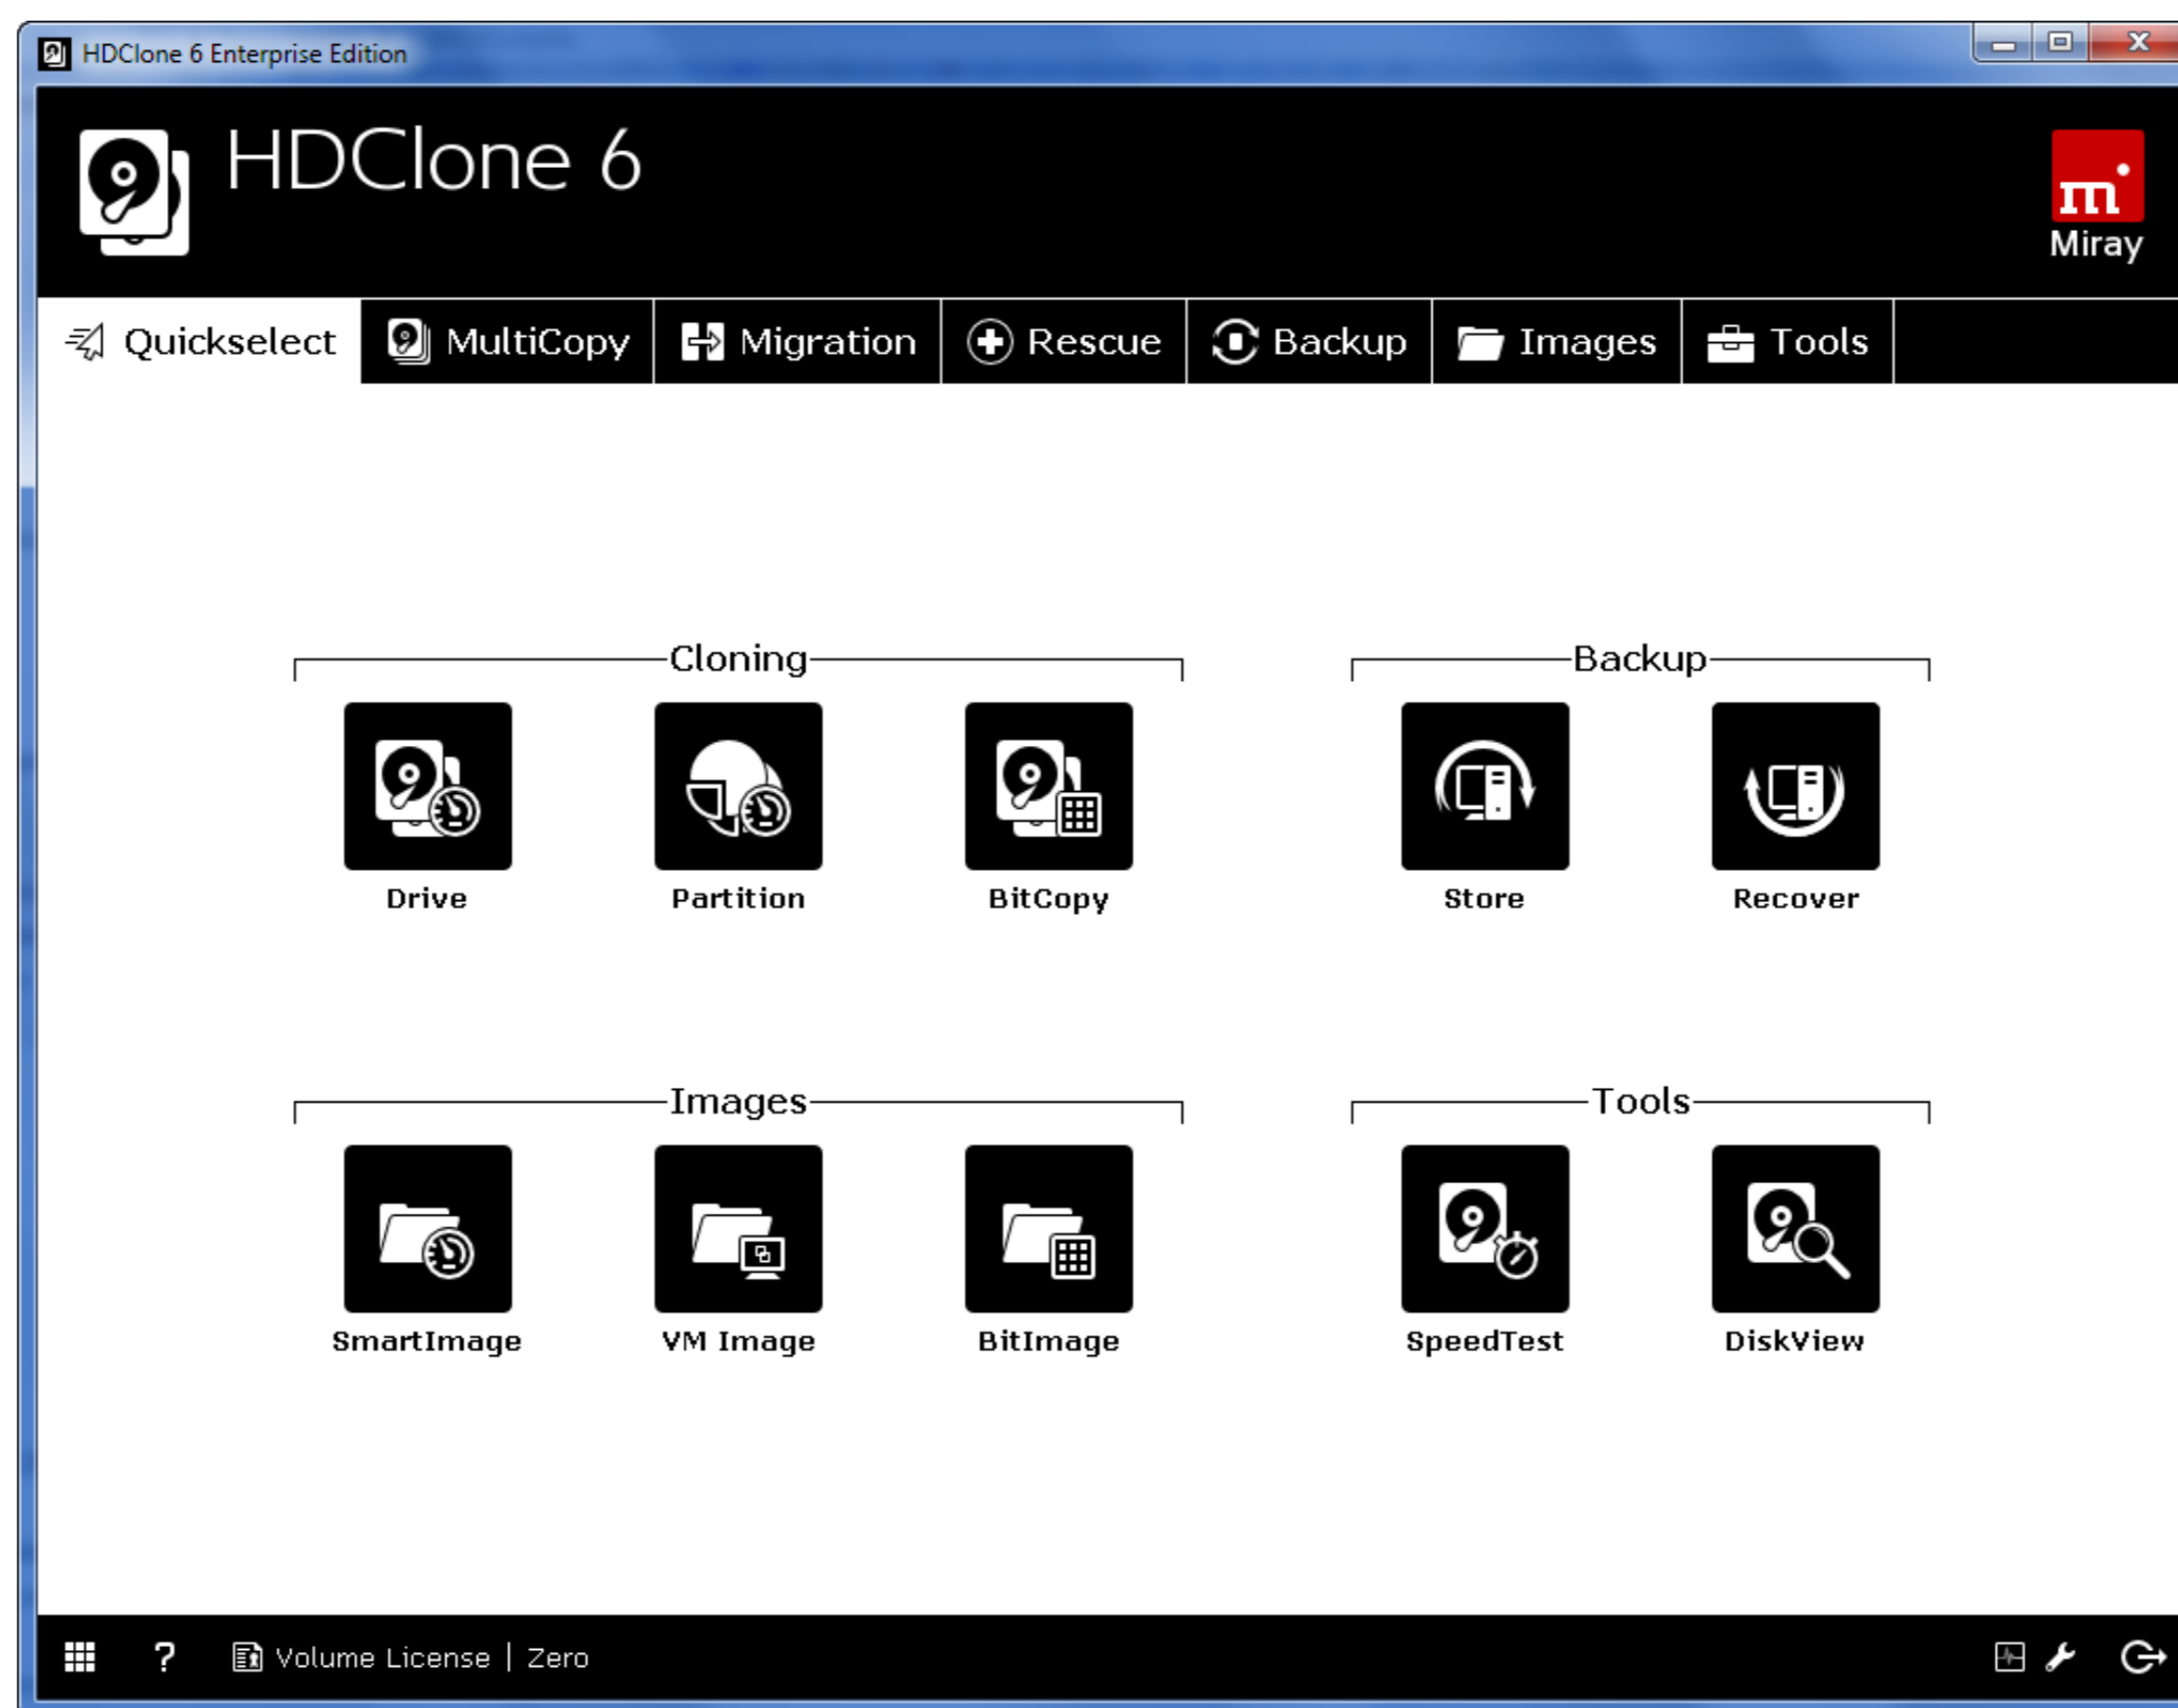 HDClone 6 Enterprise Edition
HDClone 6
m
Miray
Quickselect MultiCopy Migration Rescue Backup Images Tools
Cloning Backup
Drive Partition BitCopy Store Recover
Images Tools
SmartImage VM Image BitImage SpeedTest DiskView
? Volume License | Zero